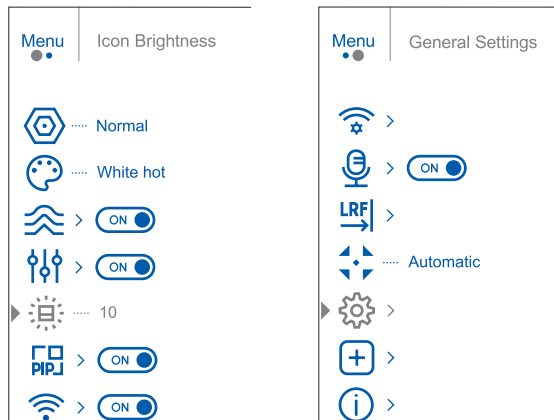 Menu Icon Brightness
Normal
White hot
ON
ON
10
PIP ON
ON
Menu General Settings
ON
LRF
Automatic